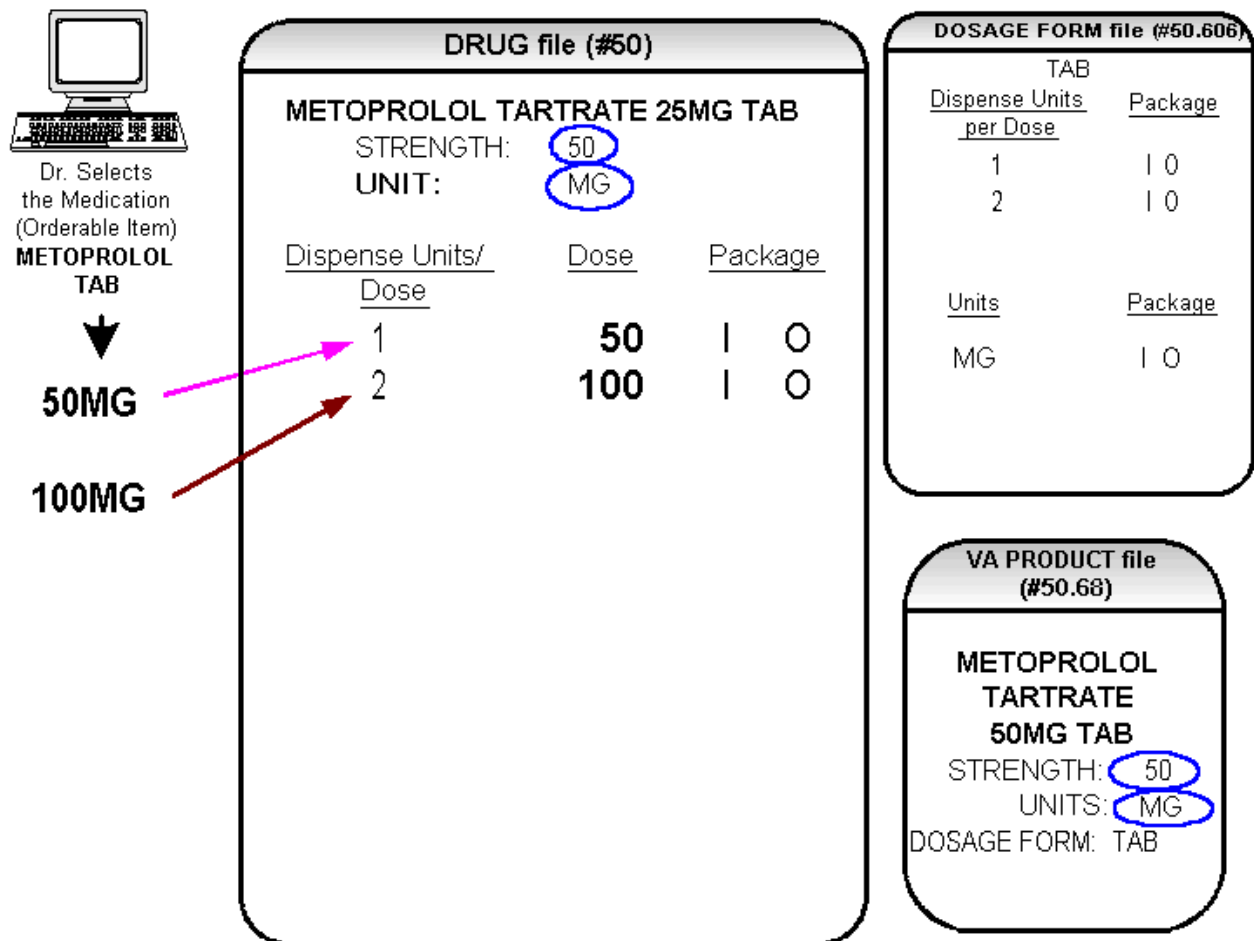 Dr. Selects
the Medication
(Orderable Item)
METOPROLOL
TAB
50MG
100MG
DRUG file (#50)
METOPROLOL TARTRATE 25MG TAB
STRENGTH: 50
UNIT: MG
Dispense Units/ Dose Package
Dose
1 50 I O
2 100 I O
DOSAGE FORM file (#50.606)
TAB
Dispense Units Package
per Dose
1 I O
2 I O
Units Package
MG I O
VA PRODUCT file
(#50.68)
METOPROLOL
TARTRATE
50MG TAB
STRENGTH: 50
UNITS: MG
DOSAGE FORM: TAB